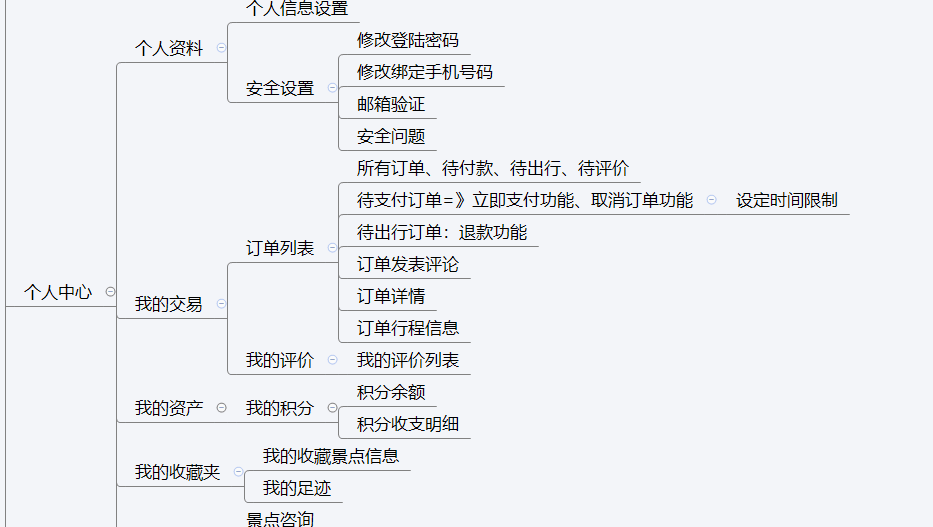 个人信息设置
个人资料
修改登陆密码
修改绑定手机号码
安全设置
邮箱验证
安全问题
所有订单、待付款、待出行、待评价
待支付订单=》立即支付功能、取消订单功能
设定时间限制
待出行订单：退款功能
订单列表
订单发表评论
个人中心
订单详情
我的交易
订单行程信息
我的评价
我的评价列表
积分余额
我的资产
我的积分
积分收支明细
我的收藏景点信息
我的收藏夹
我的足迹
景点咨询